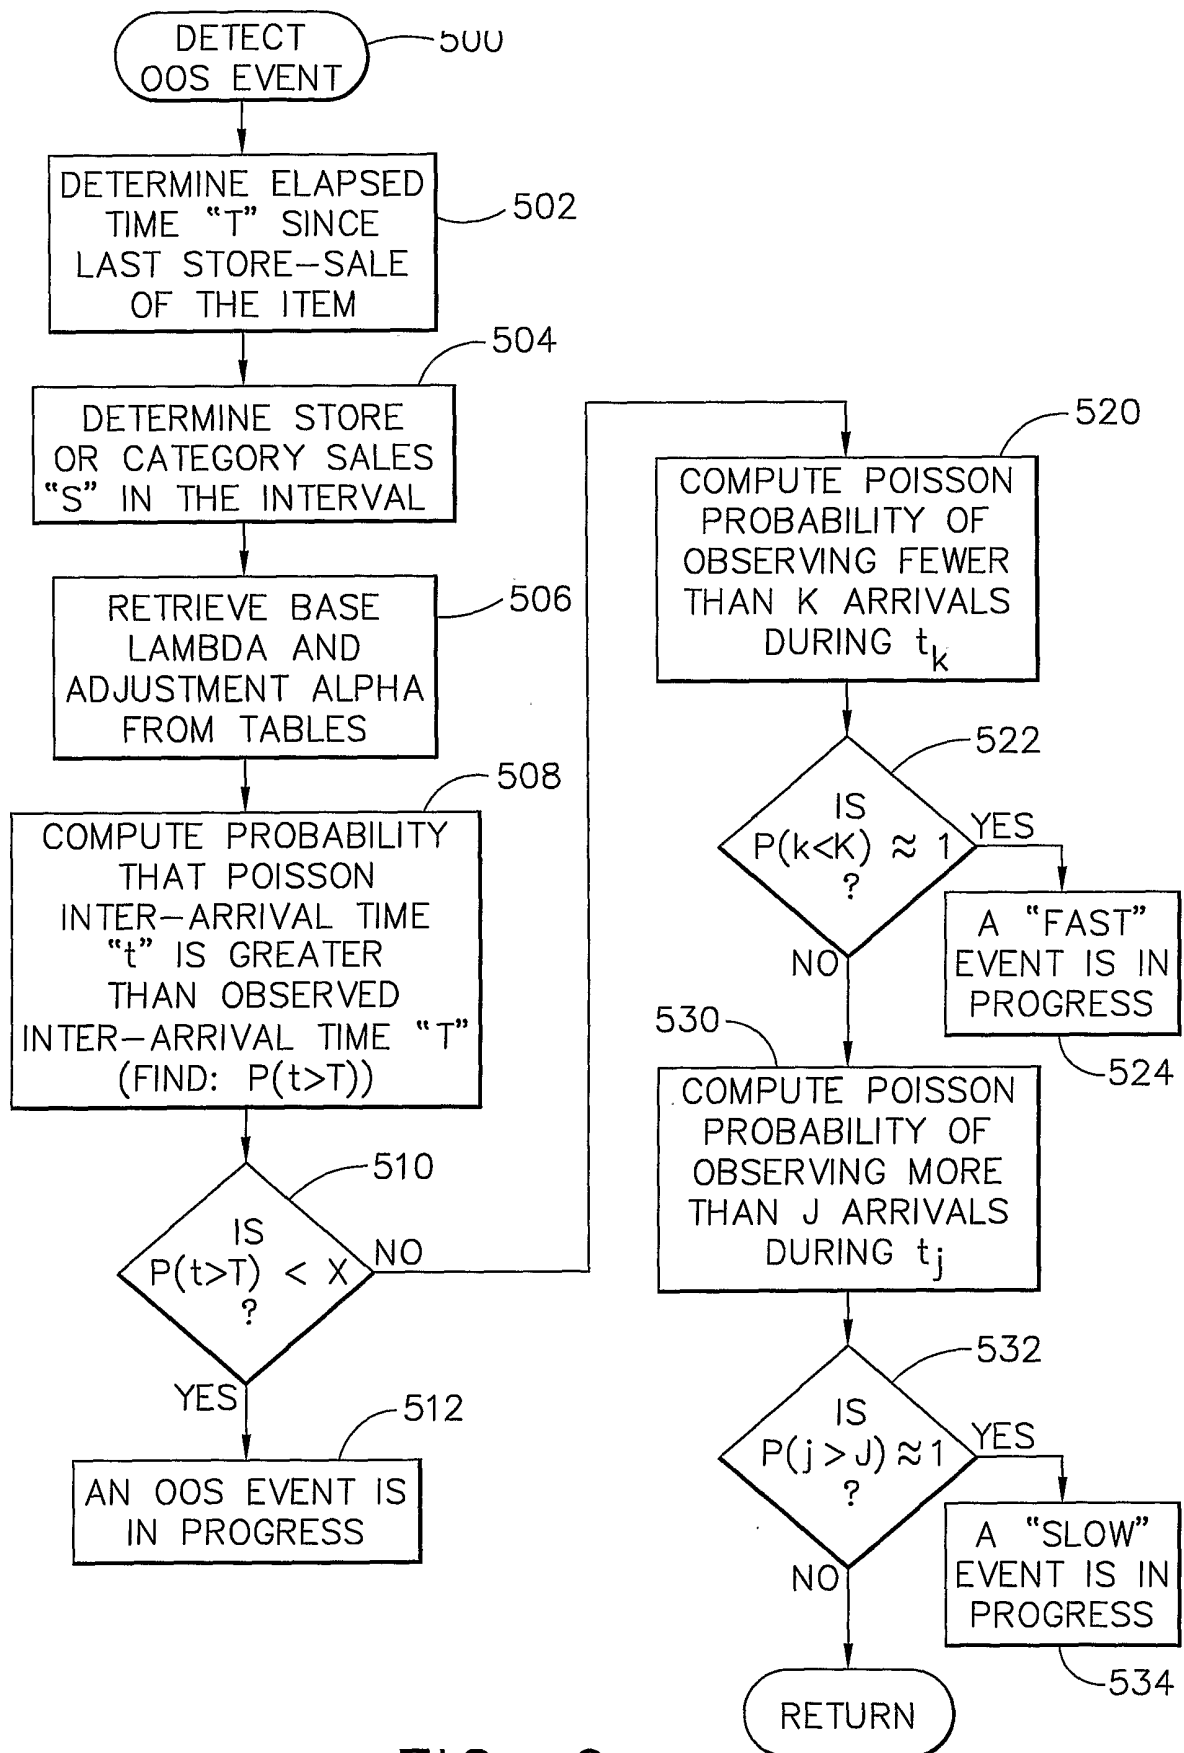 DETECT
OOS EVENT
500
DETERMINE ELAPSED
TIME “T” SINCE
LAST STORE–SALE
OF THE ITEM
502
504
DETERMINE STORE
OR CATEGORY SALES
“S” IN THE INTERVAL
RETRIEVE BASE
LAMBDA AND
ADJUSTMENT ALPHA
FROM TABLES
506
508
COMPUTE PROBABILITY
THAT POISSON
INTER–ARRIVAL TIME
“t” IS GREATER
THAN OBSERVED
INTER–ARRIVAL TIME “T”
(FIND: P(t>T))
510
IS
P(t>T) < X
?
NO
YES
512
AN OOS EVENT IS
IN PROGRESS
520
COMPUTE POISSON
PROBABILITY OF
OBSERVING FEWER
THAN K ARRIVALS
DURING tk
522
IS
P(k<K) ≈ 1
?
YES
NO
A “FAST”
EVENT IS IN
PROGRESS
524
530
COMPUTE POISSON
PROBABILITY OF
OBSERVING MORE
THAN J ARRIVALS
DURING tj
532
IS
P(j>J) ≈ 1
?
YES
NO
A “SLOW”
EVENT IS IN
PROGRESS
534
RETURN